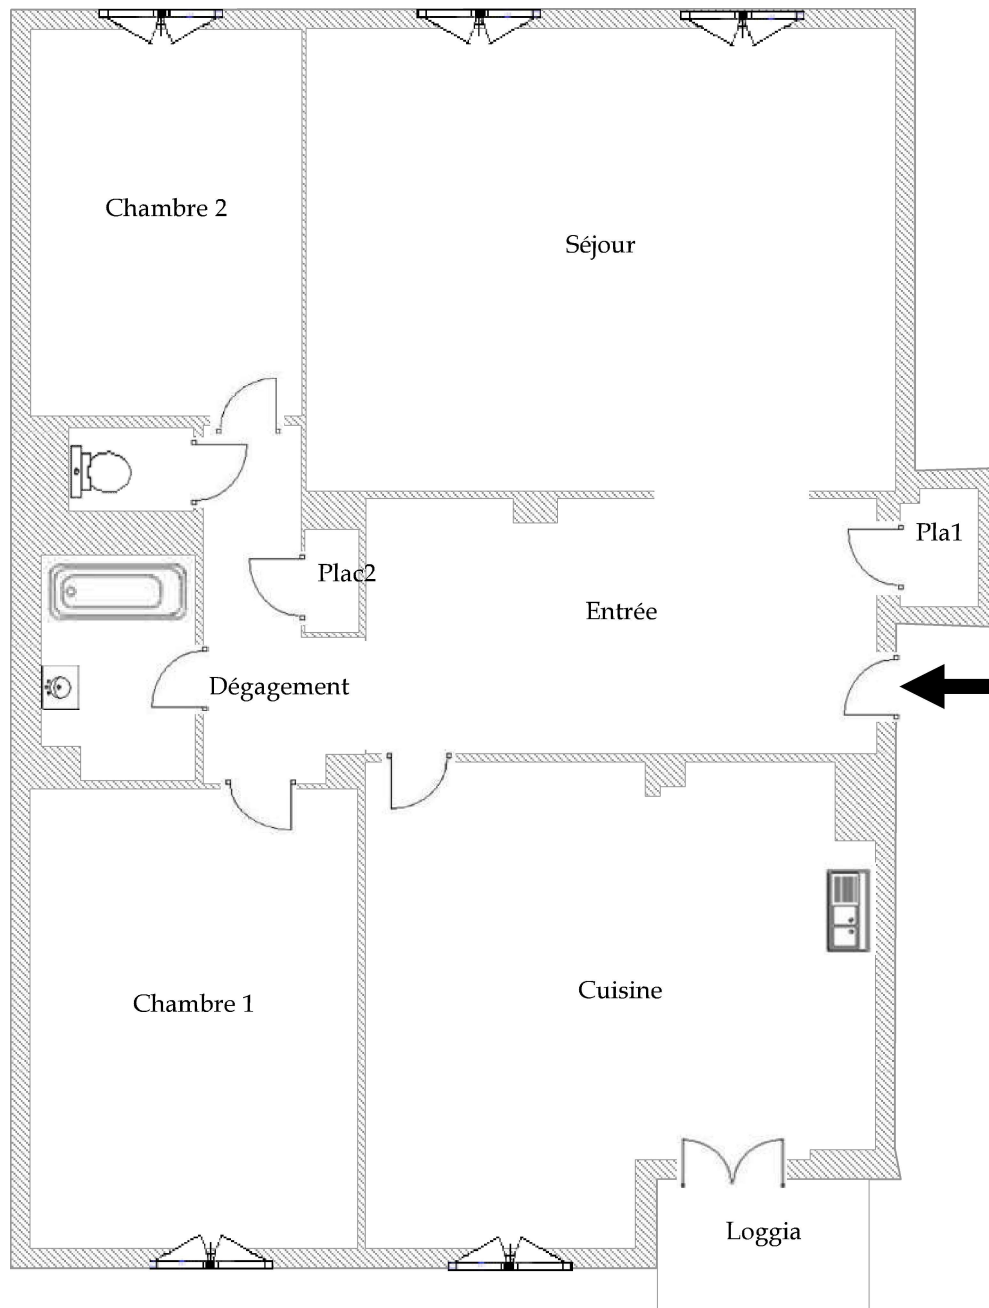 Chambre 2
Séjour
Pla1
Plac2
Entrée
Dégagement
Cuisine
Chambre 1
Loggia